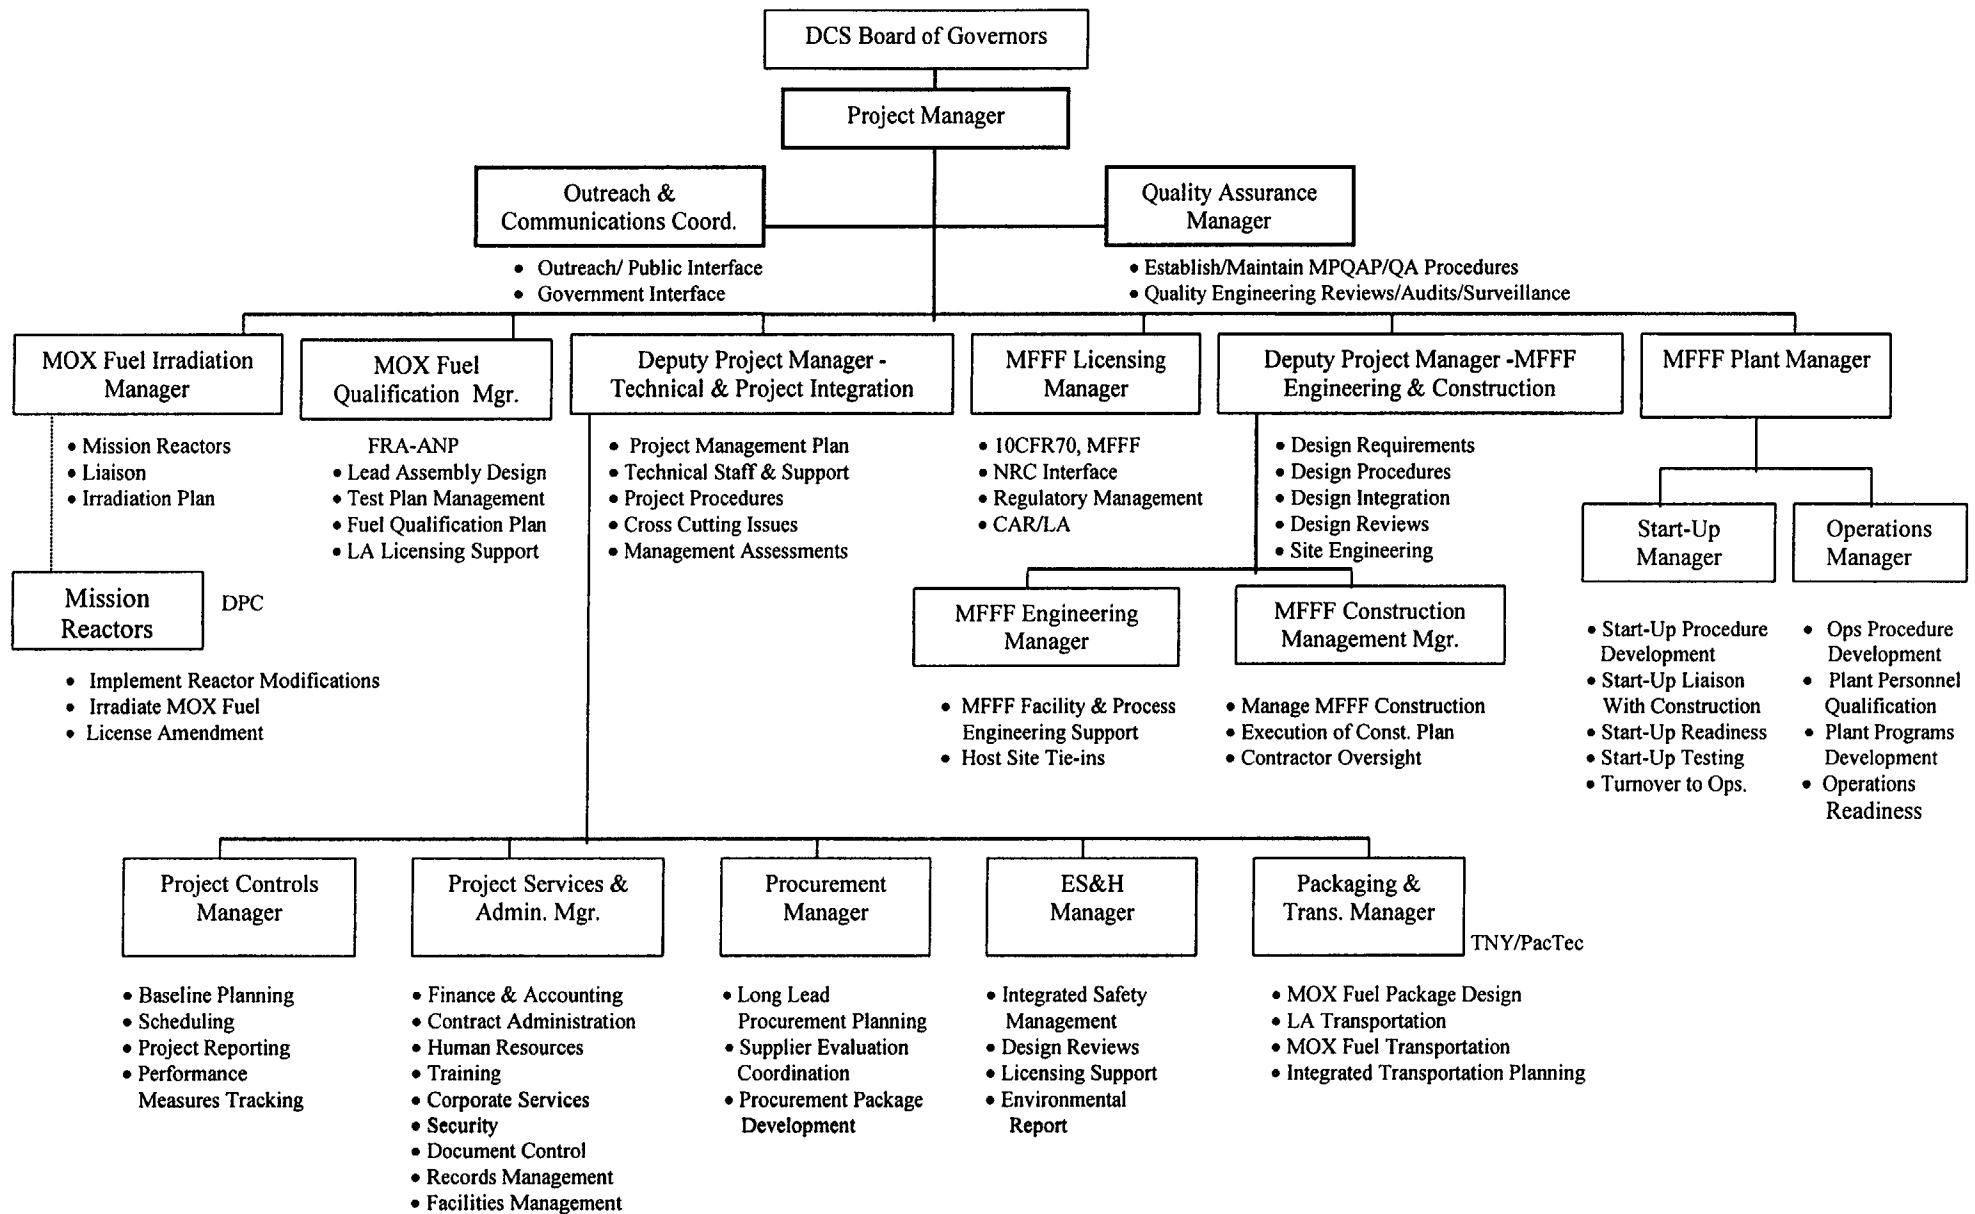 DCS Board of Governors
Project Manager
Outreach &
Communications Coord.
• Outreach/ Public Interface
• Government Interface
Quality Assurance
Manager
• Establish/Maintain MPQAP/QA Procedures
• Quality Engineering Reviews/Audits/Surveillance
MOX Fuel Irradiation
Manager
• Mission Reactors
• Liaison
• Irradiation Plan
Mission
Reactors
DPC
• Implement Reactor Modifications
• Irradiate MOX Fuel
• License Amendment
MOX Fuel
Qualification Mgr.
FRA-ANP
• Lead Assembly Design
• Test Plan Management
• Fuel Qualification Plan
• LA Licensing Support
Deputy Project Manager -
Technical & Project Integration
• Project Management Plan
• Technical Staff & Support
• Project Procedures
• Cross Cutting Issues
• Management Assessments
MFFF Licensing
Manager
• 10CFR70, MFFF
• NRC Interface
• Regulatory Management
• CAR/LA
Deputy Project Manager -MFFF
Engineering & Construction
• Design Requirements
• Design Procedures
• Design Integration
• Design Reviews
• Site Engineering
MFFF Engineering
Manager
• MFFF Facility & Process
Engineering Support
• Host Site Tie-ins
MFFF Construction
Management Mgr.
• Manage MFFF Construction
• Execution of Const. Plan
• Contractor Oversight
MFFF Plant Manager
Start-Up
Manager
• Start-Up Procedure
Development
• Start-Up Liaison
With Construction
• Start-Up Readiness
• Start-Up Testing
• Turnover to Ops.
Operations
Manager
• Ops Procedure
Development
• Plant Personnel
Qualification
• Plant Programs
Development
• Operations
Readiness
Project Controls
Manager
• Baseline Planning
• Scheduling
• Project Reporting
• Performance
Measures Tracking
Project Services &
Admin. Mgr.
• Finance & Accounting
• Contract Administration
• Human Resources
• Training
• Corporate Services
• Security
• Document Control
• Records Management
• Facilities Management
Procurement
Manager
• Long Lead
Procurement Planning
• Supplier Evaluation
Coordination
• Procurement Package
Development
ES&H
Manager
• Integrated Safety
Management
• Design Reviews
• Licensing Support
• Environmental
Report
Packaging &
Trans. Manager
TNY/PacTec
• MOX Fuel Package Design
• LA Transportation
• MOX Fuel Transportation
• Integrated Transportation Planning